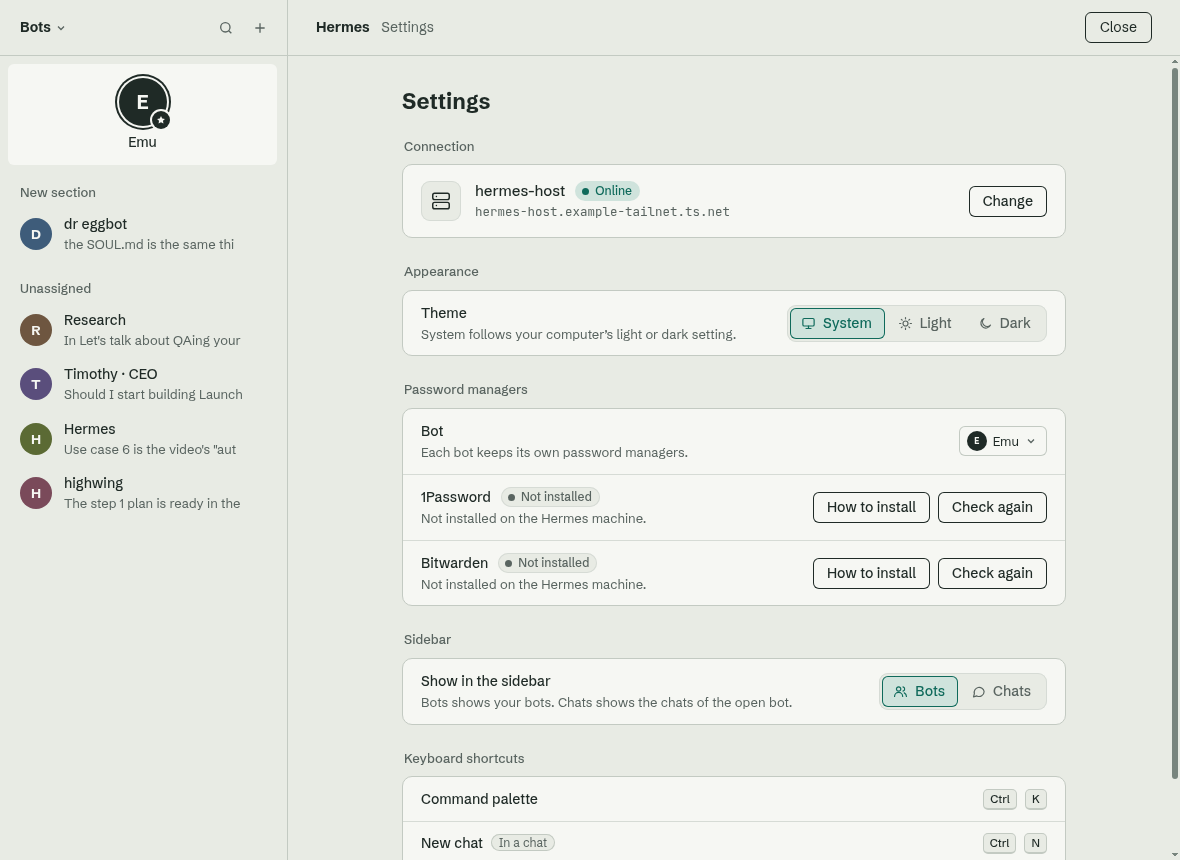 Bots
Hermes Settings
Close
E
Emu
New section
D
dr eggbot
the SOUL.md is the same thi
Unassigned
R
Research
In Let's talk about QAing your
T
Timothy · CEO
Should I start building Launch
H
Hermes
Use case 6 is the video's "aut
H
highwing
The step 1 plan is ready in the
Settings
Connection
hermes-host Online
hermes-host.example-tailnet.ts.net
Change
Appearance
Theme
System follows your computer's light or dark setting.
System Light Dark
Password managers
Bot
Each bot keeps its own password managers.
E Emu
1Password Not installed
Not installed on the Hermes machine.
How to install Check again
Bitwarden Not installed
Not installed on the Hermes machine.
How to install Check again
Sidebar
Show in the sidebar
Bots shows your bots. Chats shows the chats of the open bot.
Bots Chats
Keyboard shortcuts
Command palette Ctrl K
New chat In a chat Ctrl N